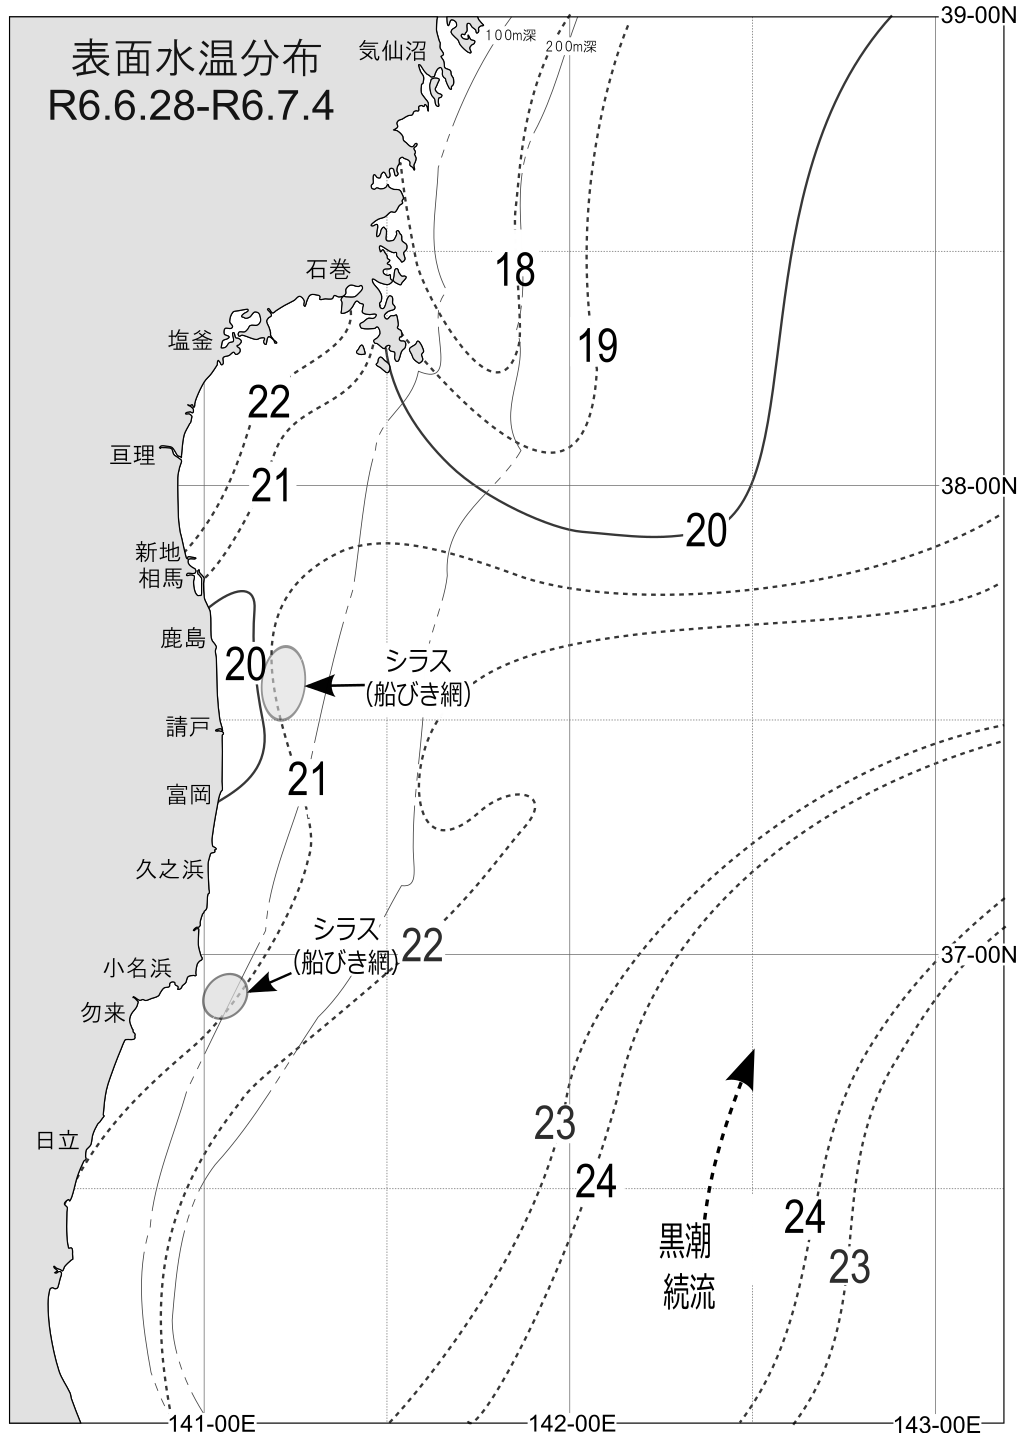 39-00N
表面水温分布
R6.6.28-R6.7.4
気仙沼
100m深
200m深
18
石巻
19
塩釜
22
亘理
21
38-00N
20
新地
相馬
鹿島
20
シラス
(船びき網)
請戸
21
富岡
久之浜
シラス
(船びき網)
22
37-00N
小名浜
勿来
23
日立
24
24
黒潮
続流
23
141-00E
142-00E
143-00E